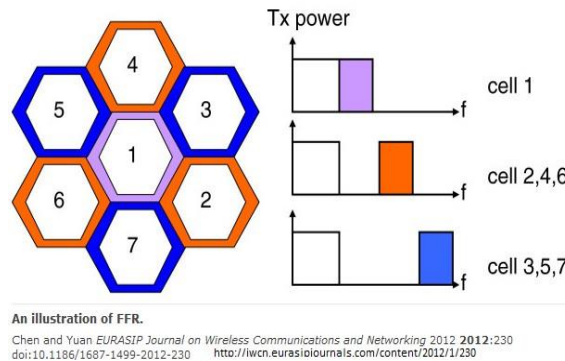 Tx power
4
5
3
1
6
2
7
f
cell 1
f
cell 2,4,6
f
cell 3,5,7
An illustration of FFR.
Chen and Yuan EURASIP Journal on Wireless Communications and Networking 2012 2012:230
doi:10.1186/1687-1499-2012-230 http://iwcn.eurasipjournals.com/content/2012/1/230